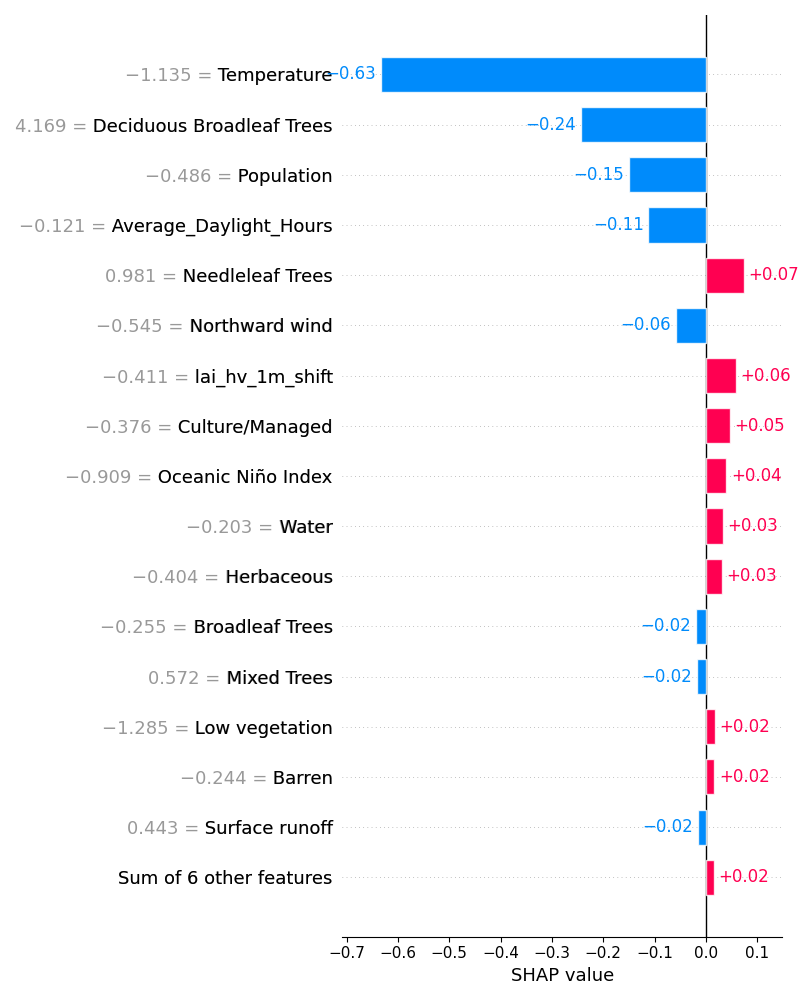 −1.135 = Temperature −0.63
4.169 = Deciduous Broadleaf Trees −0.24
−0.486 = Population −0.15
−0.121 = Average_Daylight_Hours −0.11
0.981 = Needleleaf Trees +0.07
−0.545 = Northward wind −0.06
−0.411 = lai_hv_1m_shift +0.06
−0.376 = Culture/Managed +0.05
−0.909 = Oceanic Niño Index +0.04
−0.203 = Water +0.03
−0.404 = Herbaceous +0.03
−0.255 = Broadleaf Trees −0.02
0.572 = Mixed Trees −0.02
−1.285 = Low vegetation +0.02
−0.244 = Barren +0.02
0.443 = Surface runoff −0.02
Sum of 6 other features +0.02
−0.7 −0.6 −0.5 −0.4 −0.3 −0.2 −0.1 0.0 0.1
SHAP value